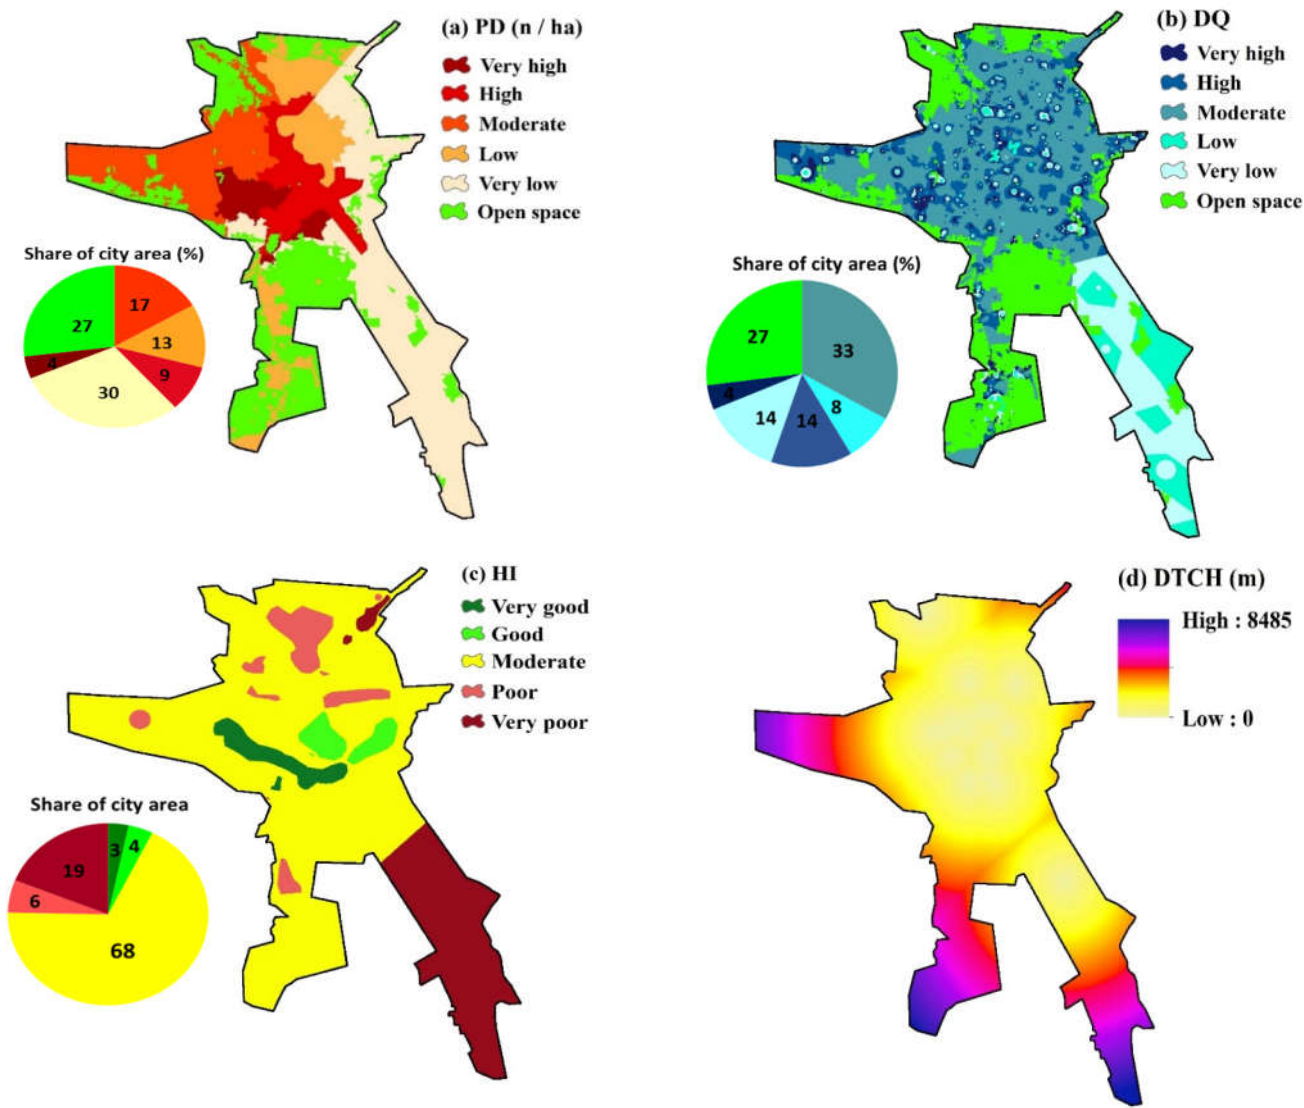 (a) PD (n / ha)
Very high
High
Moderate
Low
Very low
Open space
Share of city area (%)
17
13
9
30
4
27
(b) DQ
Very high
High
Moderate
Low
Very low
Open space
Share of city area (%)
33
8
14
14
4
27
(c) HI
Very good
Good
Moderate
Poor
Very poor
Share of city area
3
4
68
6
19
(d) DTCH (m)
High : 8485
Low : 0